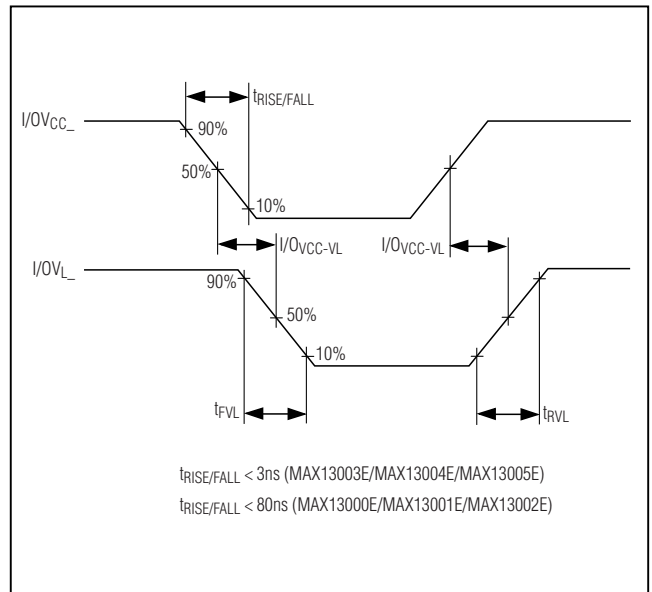 tRISE/FALL
I/OVCC_
90%
50%
10%
I/OVCC-VL I/OVCC-VL
I/OVL_
90%
50%
10%
tFVL
tRVL
tRISE/FALL < 3ns (MAX13003E/MAX13004E/MAX13005E)
tRISE/FALL < 80ns (MAX13000E/MAX13001E/MAX13002E)